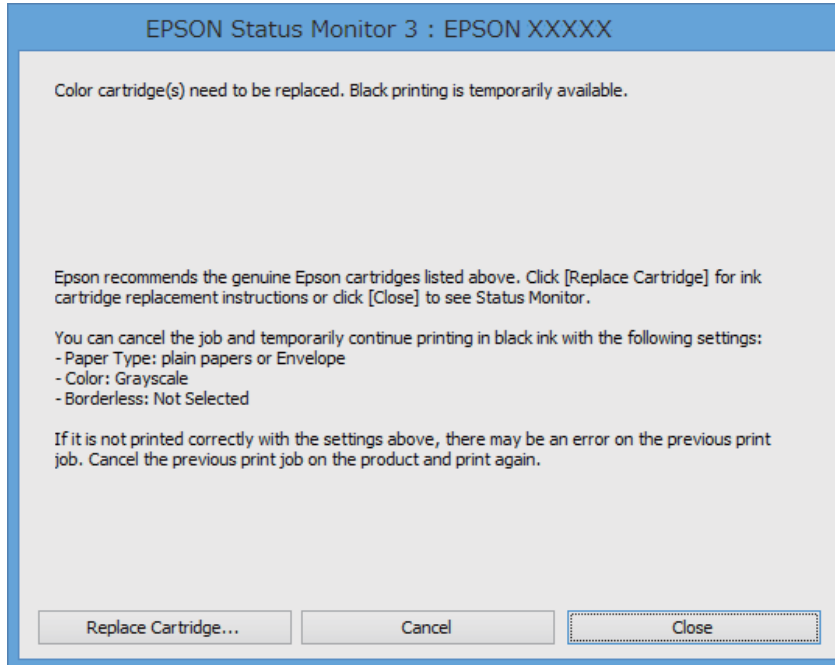 EPSON Status Monitor 3 : EPSON XXXXX
Color cartridge(s) need to be replaced. Black printing is temporarily available.
Epson recommends the genuine Epson cartridges listed above. Click [Replace Cartridge] for ink
cartridge replacement instructions or click [Close] to see Status Monitor.
You can cancel the job and temporarily continue printing in black ink with the following settings:
- Paper Type: plain papers or Envelope
- Color: Grayscale
- Borderless: Not Selected
If it is not printed correctly with the settings above, there may be an error on the previous print
job. Cancel the previous print job on the product and print again.
Replace Cartridge... Cancel Close